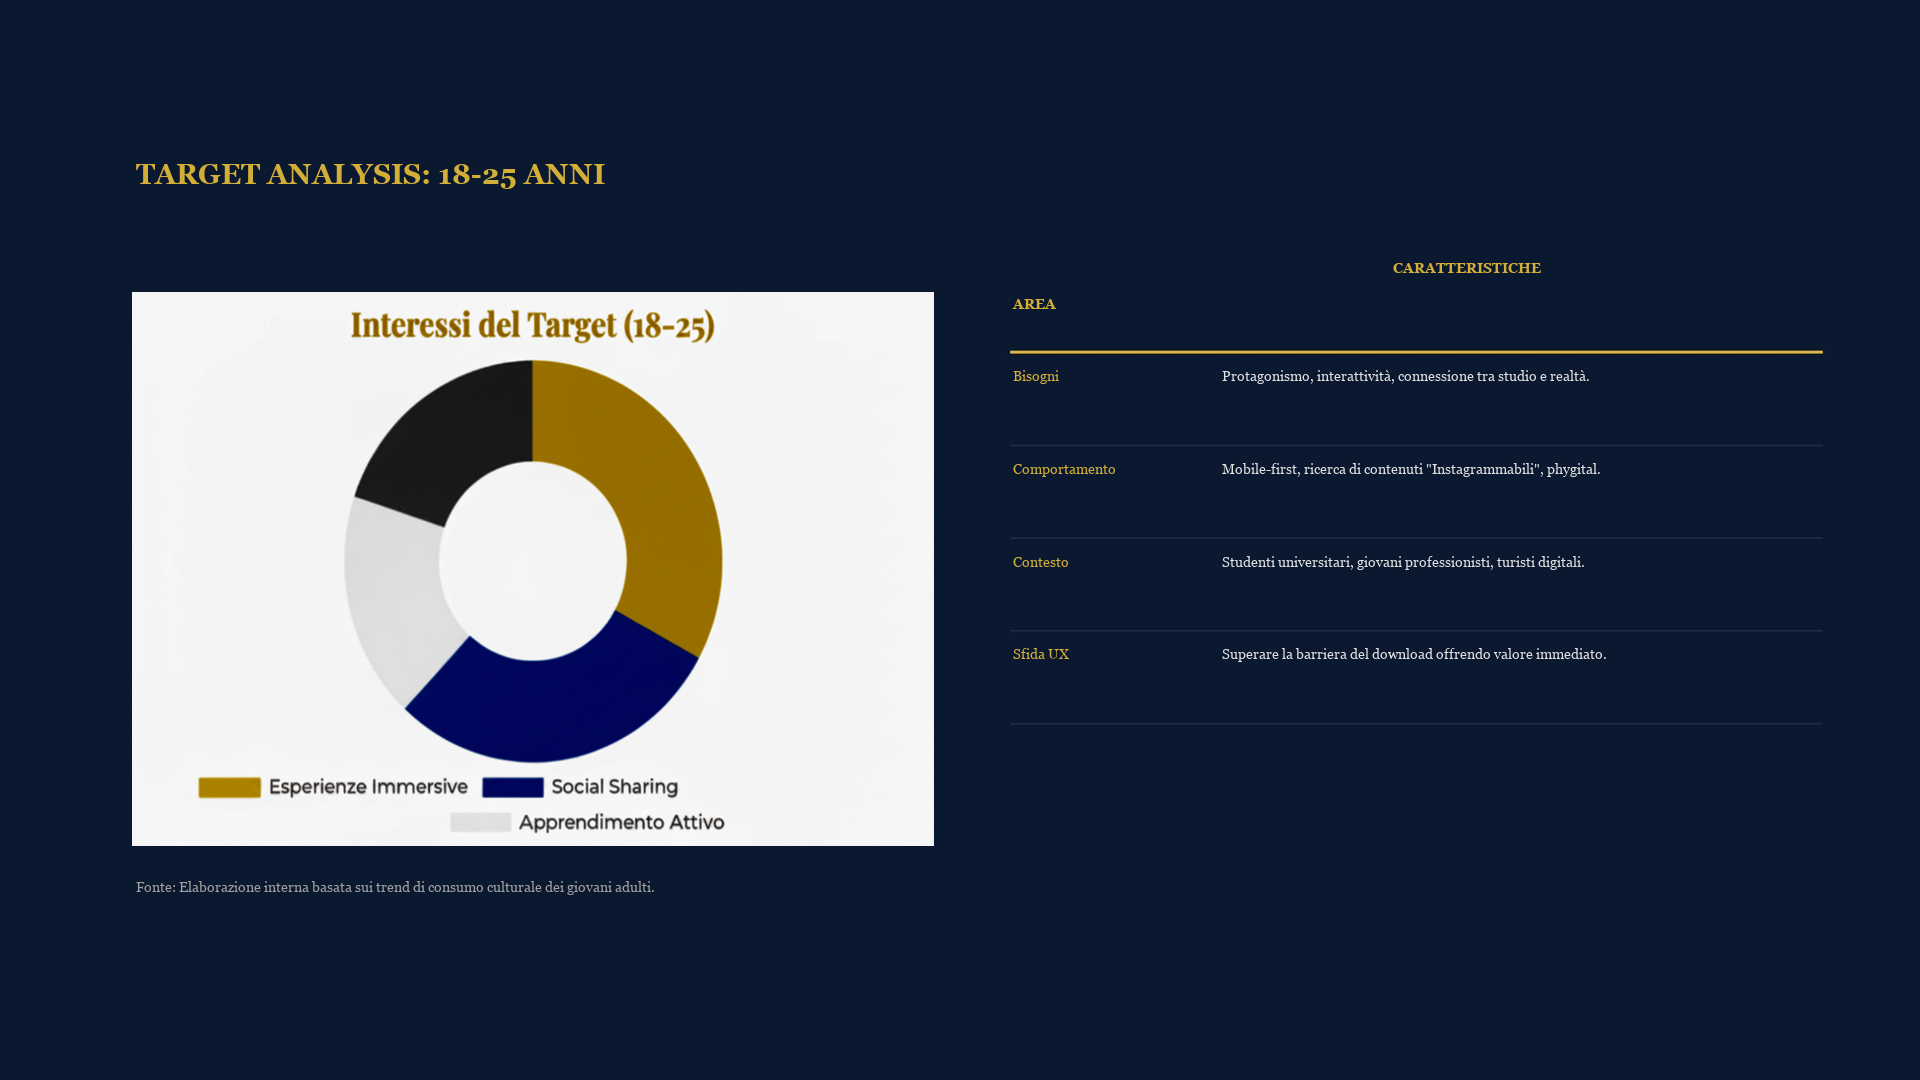 TARGET ANALYSIS: 18-25 ANNI
Interessi del Target (18-25)
Esperienze Immersive
Social Sharing
Apprendimento Attivo
Fonte: Elaborazione interna basata sui trend di consumo culturale dei giovani adulti.
CARATTERISTICHE
AREA
Bisogni
Protagonismo, interattività, connessione tra studio e realtà.
Comportamento
Mobile-first, ricerca di contenuti "Instagrammabili", phygital.
Contesto
Studenti universitari, giovani professionisti, turisti digitali.
Sfida UX
Superare la barriera del download offrendo valore immediato.